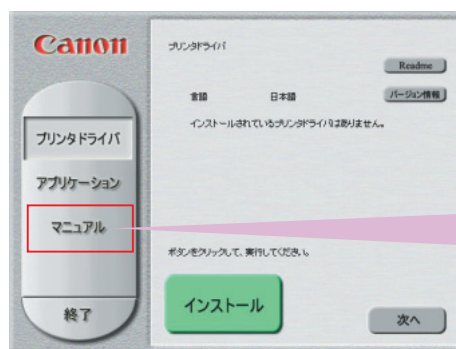 Canon
プリンタドライバ
アプリケーション
マニュアル
終了
プリンタドライバ
Readme
言語 日本語
バージョン情報
インストールされているプリンタドライバはありません。
ボタンをクリックして、実行してください。
インストール
次へ